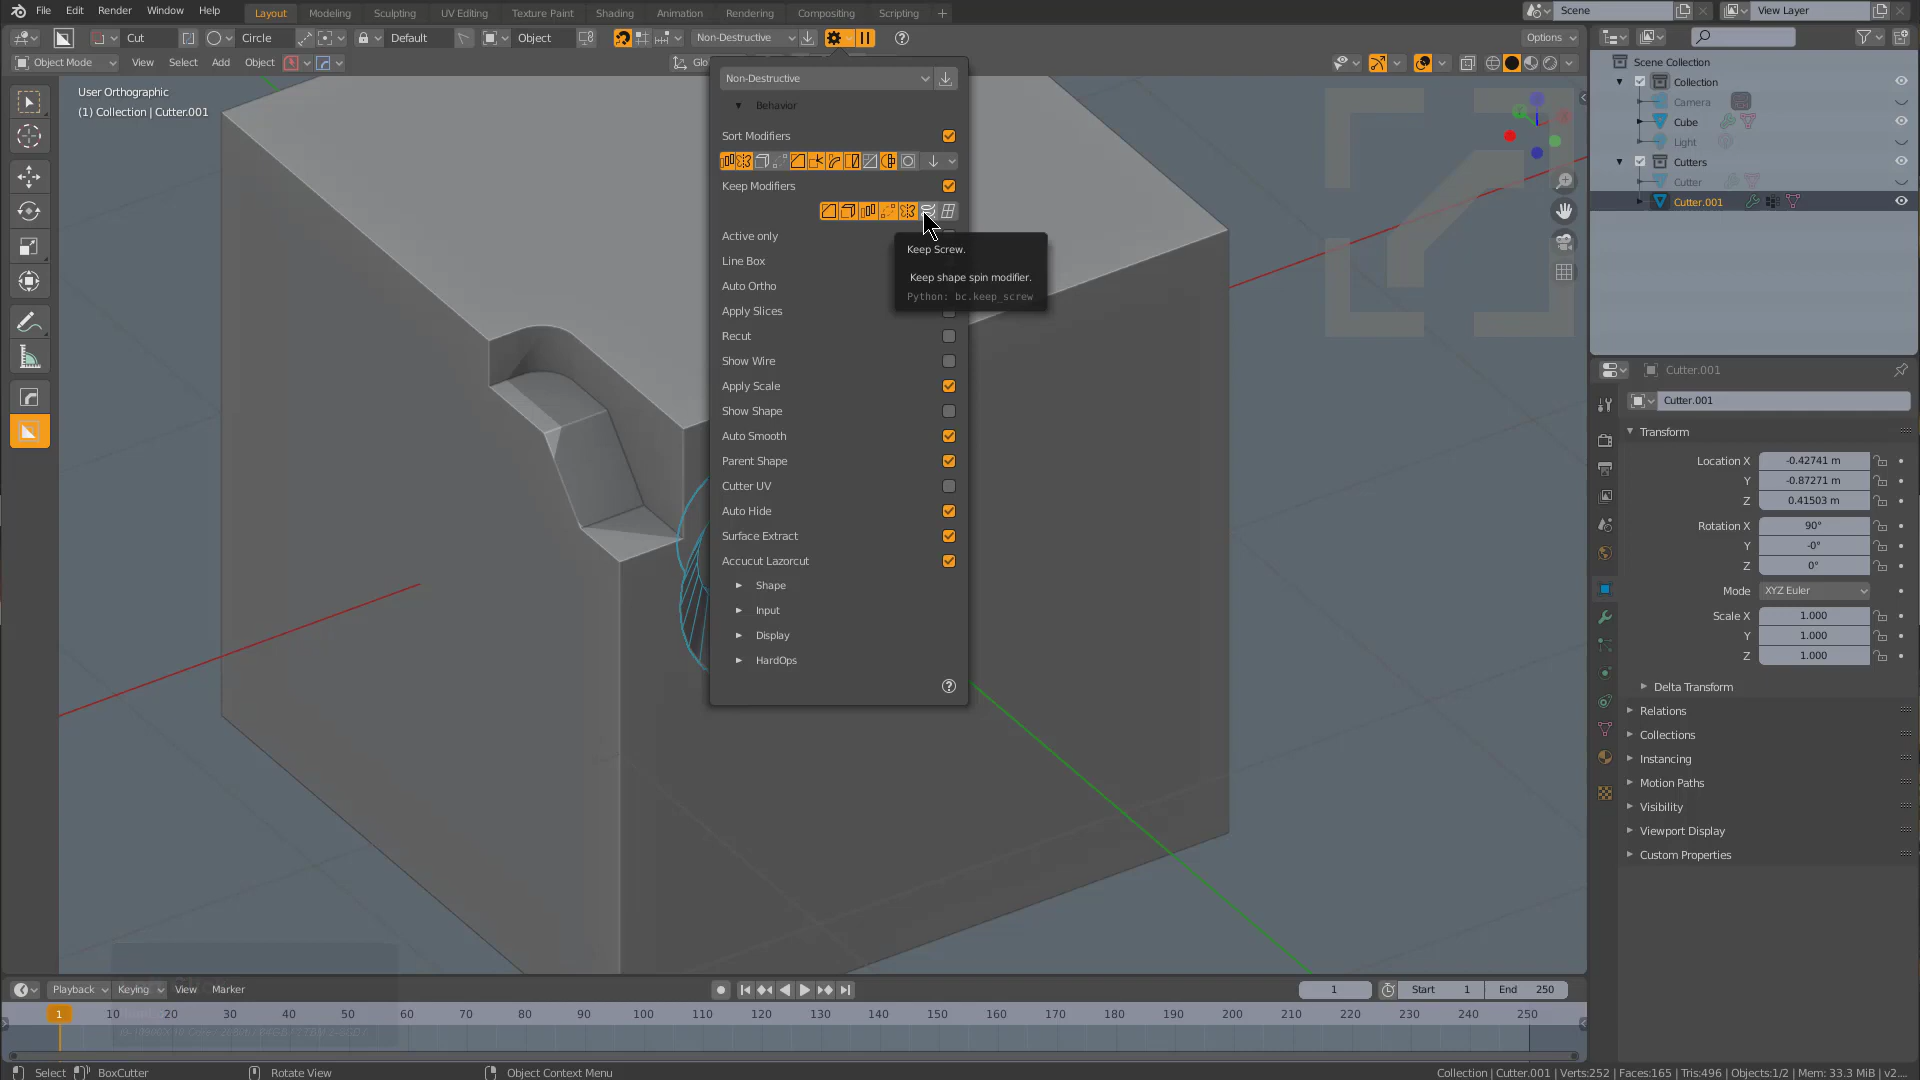 File Edit Render Window Help Layout Modeling Sculpting UV Editing Texture Paint Shading Animation Rendering Compositing Scripting Scene View Layer
Cut Circle Default Object Non-Destructive Options
Object Mode View Select Add Object Glo
User Orthographic
(1) Collection | Cutter.001
Non-Destructive
Behavior
Sort Modifiers
Keep Modifiers
Active only
Line Box
Auto Ortho
Apply Slices
Recut
Show Wire
Apply Scale
Show Shape
Auto Smooth
Parent Shape
Cutter UV
Auto Hide
Surface Extract
Accucut Lazorcut
Shape
Input
Display
HardOps
Keep Screw.
Keep shape spin modifier.
Python: bc.keep_screw
Scene Collection
Collection
Camera
Cube
Light
Cutters
Cutter
Cutter.001
Cutter.001
Cutter.001
Transform
Location X -0.42741 m
Y -0.87271 m
Z 0.41503 m
Rotation X 90°
Y -0°
Z 0°
Mode XYZ Euler
Scale X 1.000
Y 1.000
Z 1.000
Delta Transform
Relations
Collections
Instancing
Motion Paths
Visibility
Viewport Display
Custom Properties
Playback Keying View Marker 1 Start 1 End 250
1 10 20 30 40 50 60 70 80 90 100 110 120 130 140 150 160 170 180 190 200 210 220 230 240 250
Select BoxCutter Rotate View Object Context Menu Collection | Cutter.001 | Verts:252 | Faces:165 | Tris:496 | Objects:1/2 | Mem: 33.3 MiB | v2....